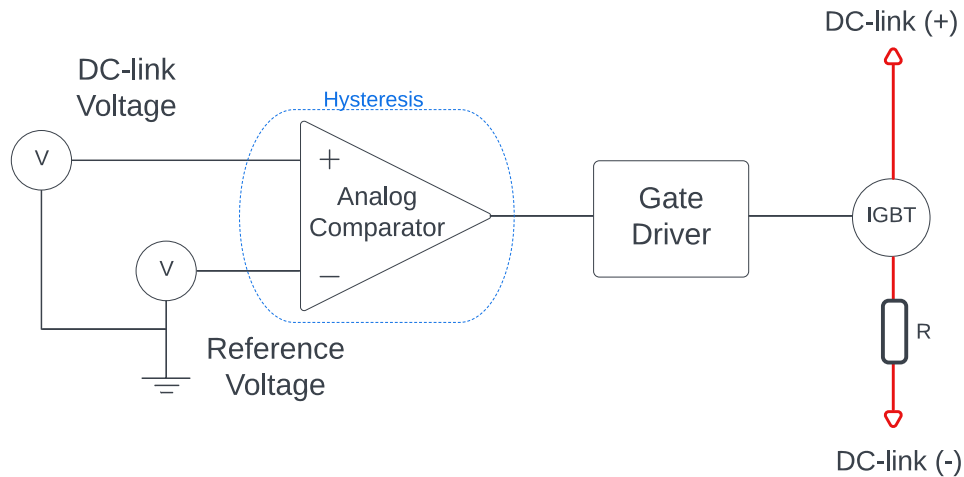 DC-link (+)
DC-link
Voltage
Hysteresis
V
+
Analog
Comparator
Gate
Driver
IGBT
V
−
R
Reference
Voltage
DC-link (-)